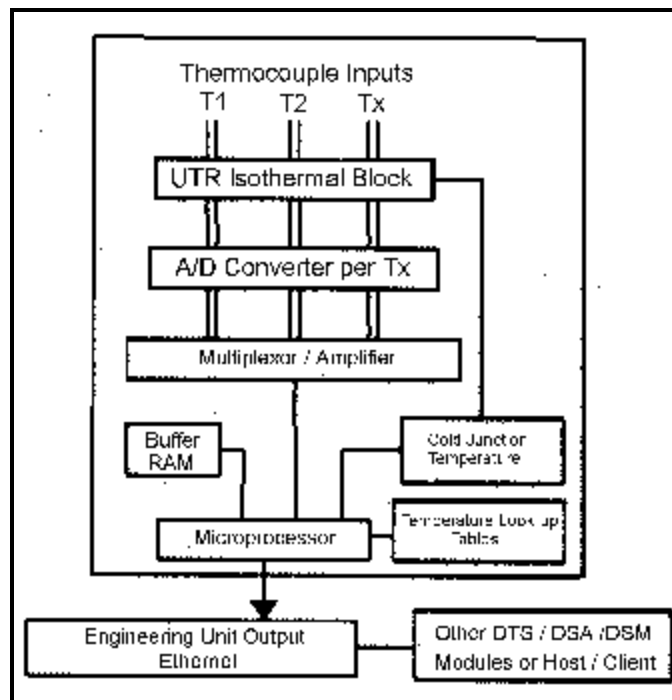 Thermocouple Inputs
T1 T2 Tx
UTR Isothermal Block
A/D Converter per Tx
Multiplexor / Amplifier
Buffer
RAM
Cold Junction
Temperature
Microprocessor
Temperature Look up
Tables
Engineering Unit Output
Ethernet
Other DTS / DSA /DSM
Modules or Host / Client